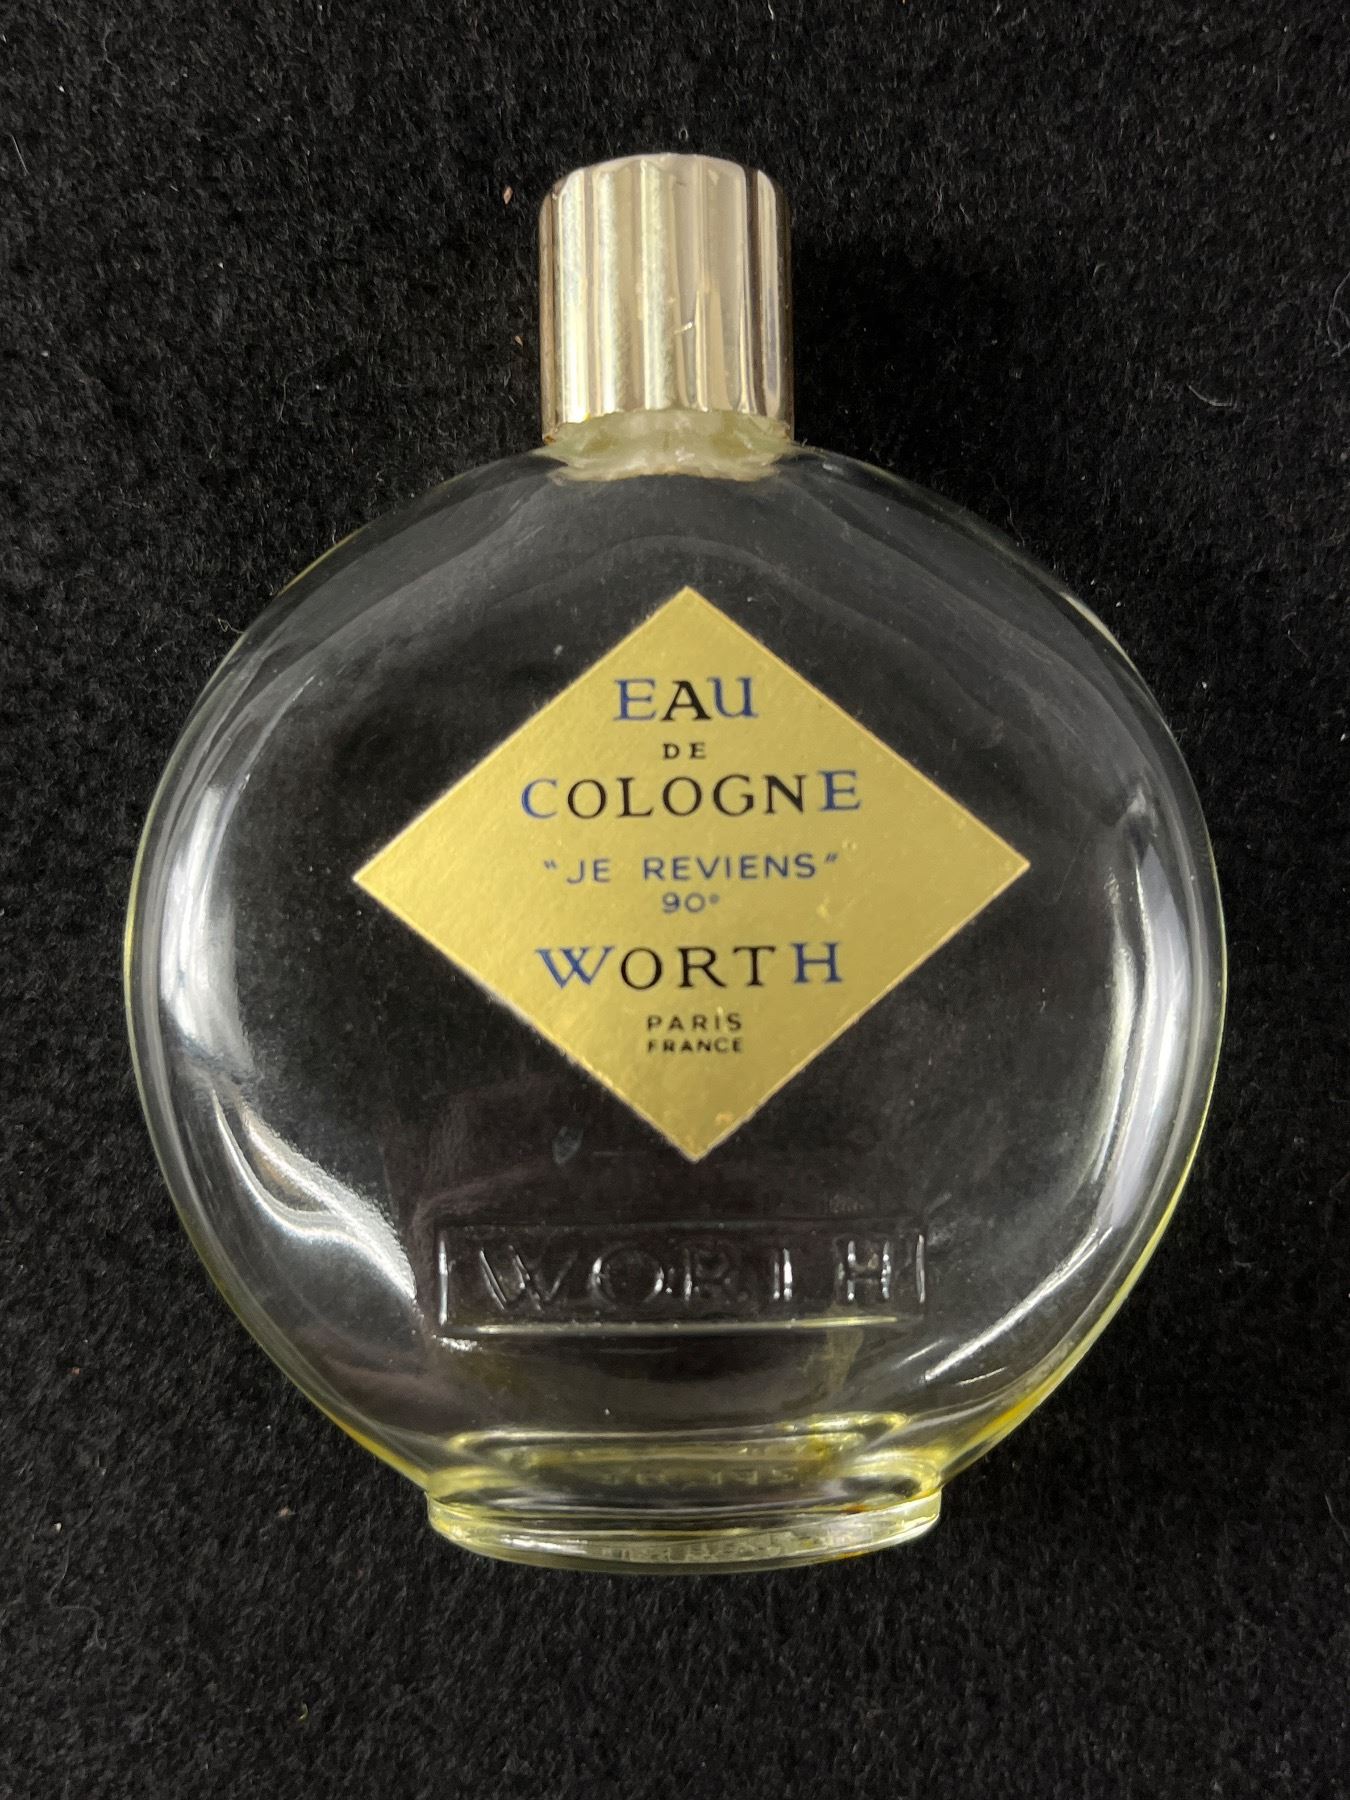 EAU
DE
COLOGNE
"JE REVIENS"
90°
WORTH
PARIS
FRANCE
WORTH